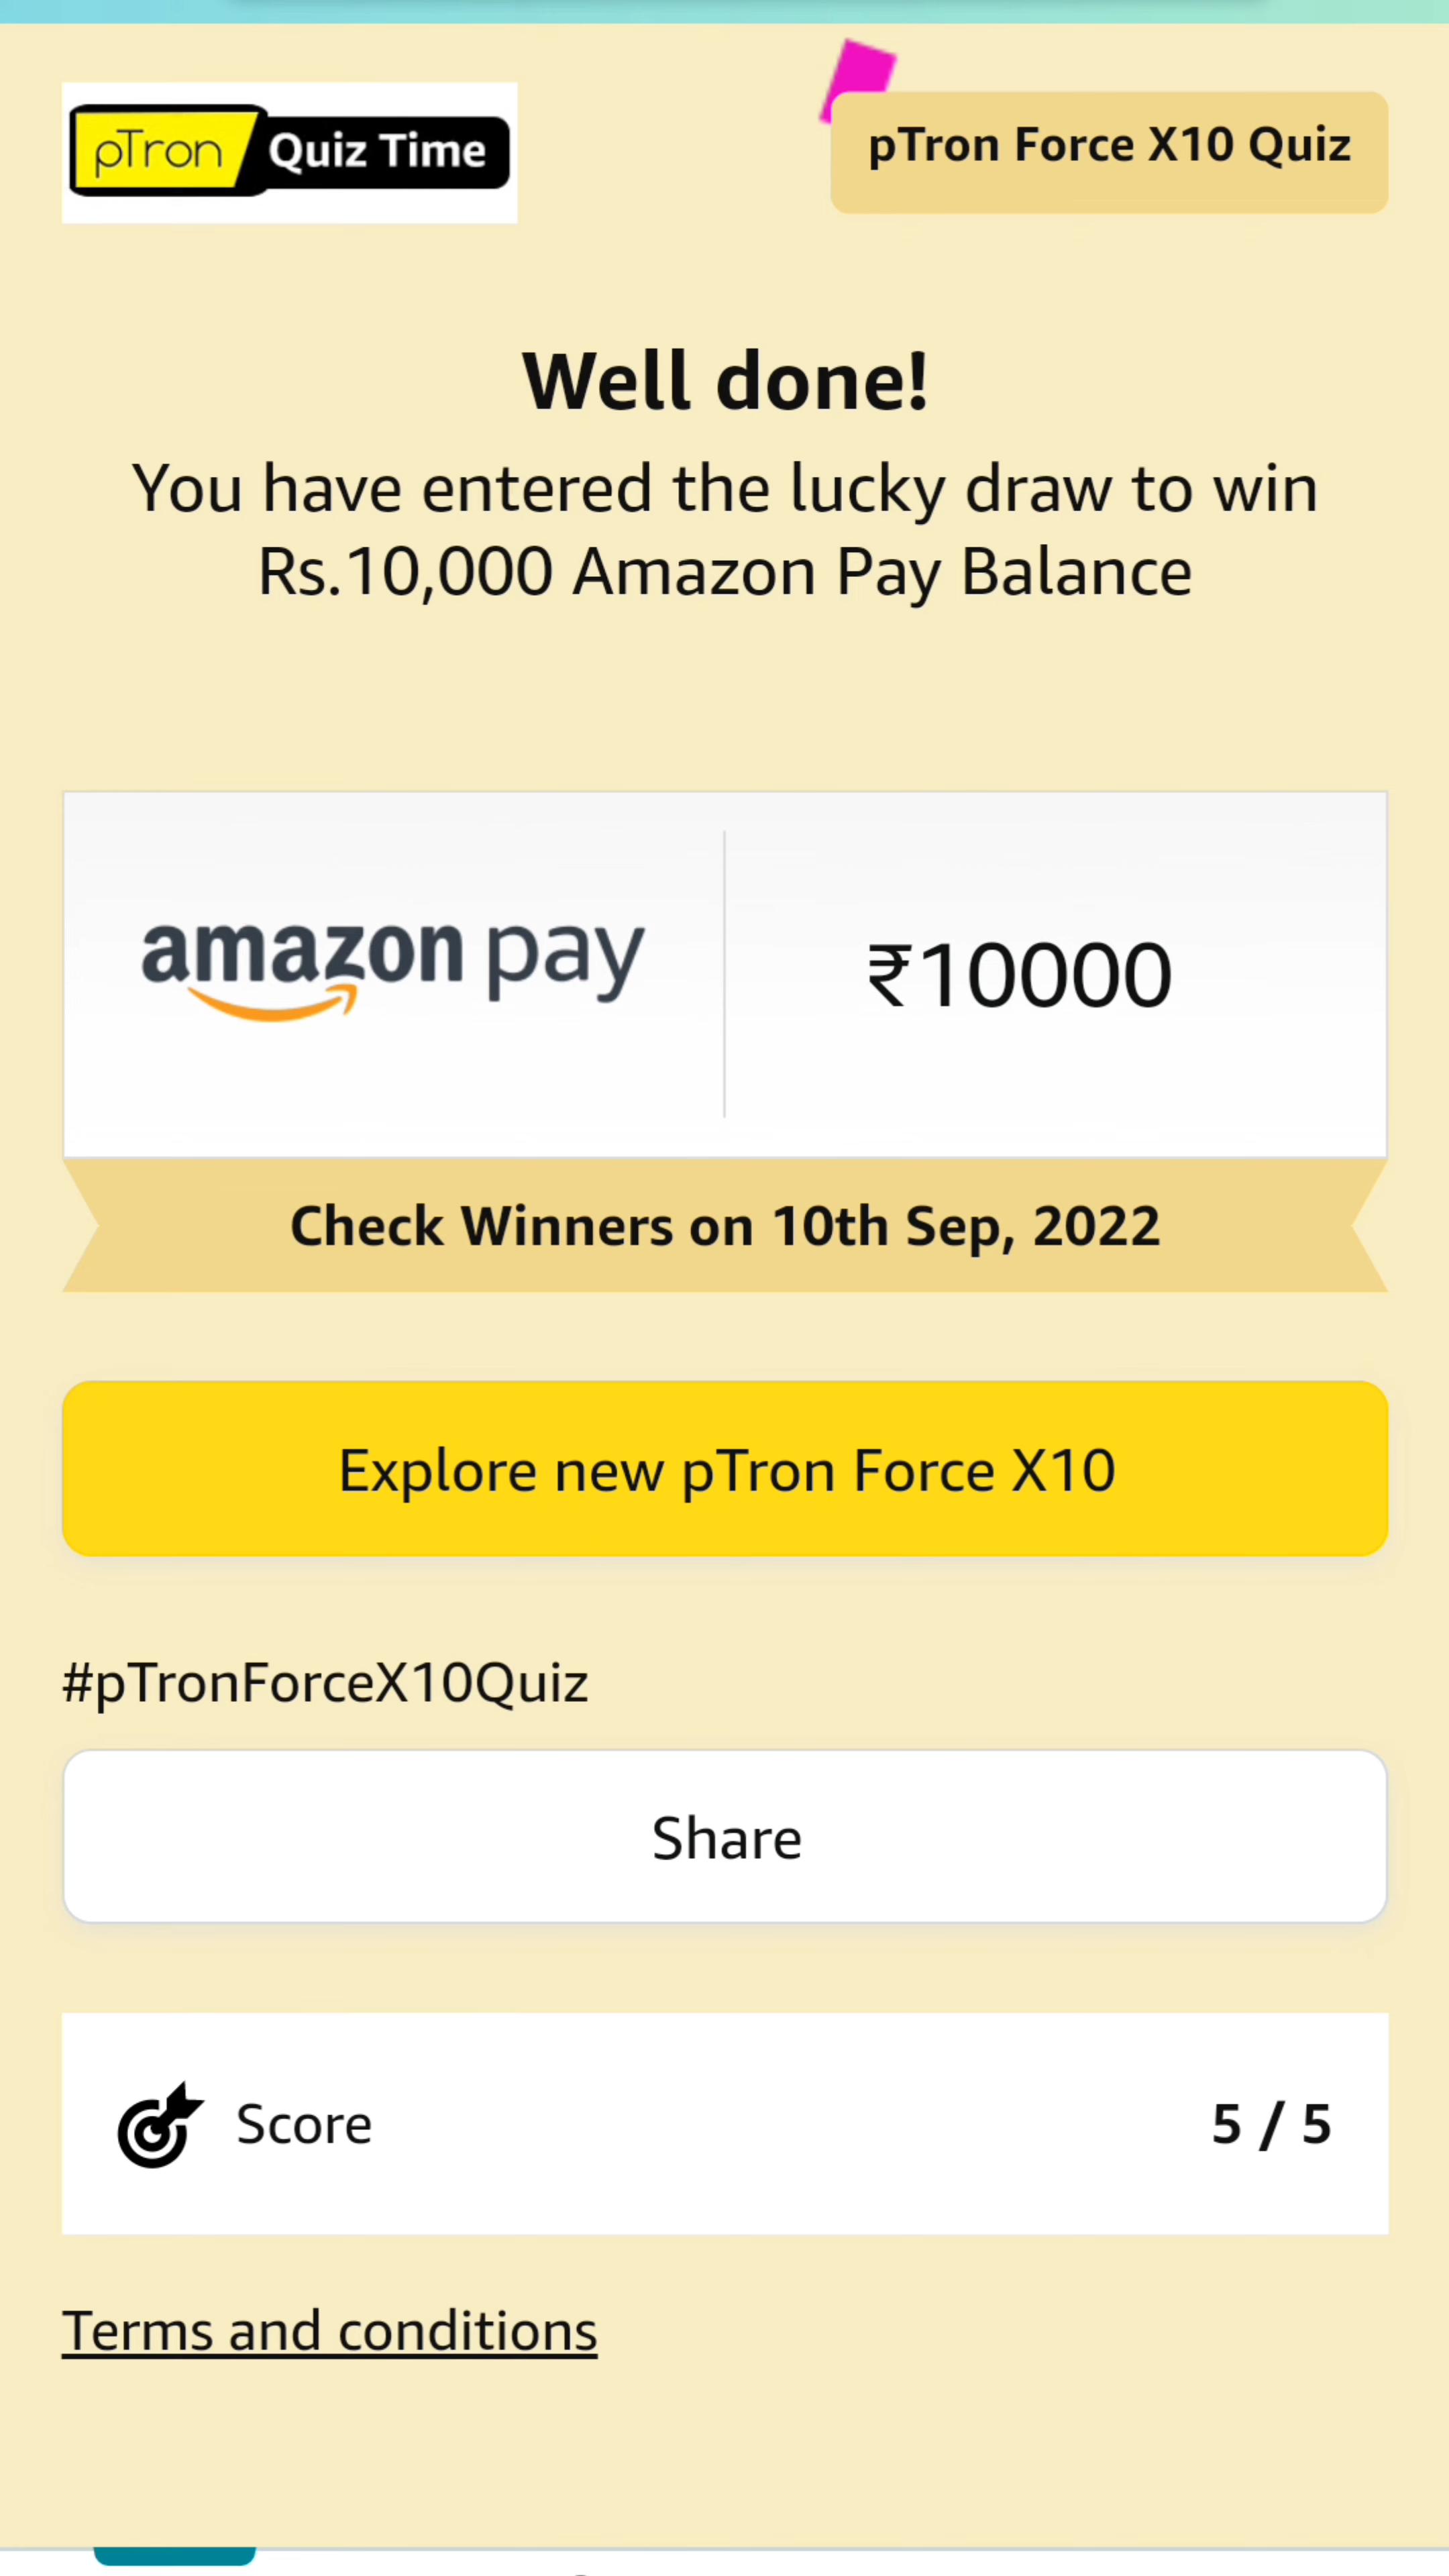 pTron Quiz Time
pTron Force X10 Quiz
Well done!
You have entered the lucky draw to win
Rs.10,000 Amazon Pay Balance
amazon pay
₹10000
Check Winners on 10th Sep, 2022
Explore new pTron Force X10
#pTronForceX10Quiz
Share
Score
5 / 5
Terms and conditions